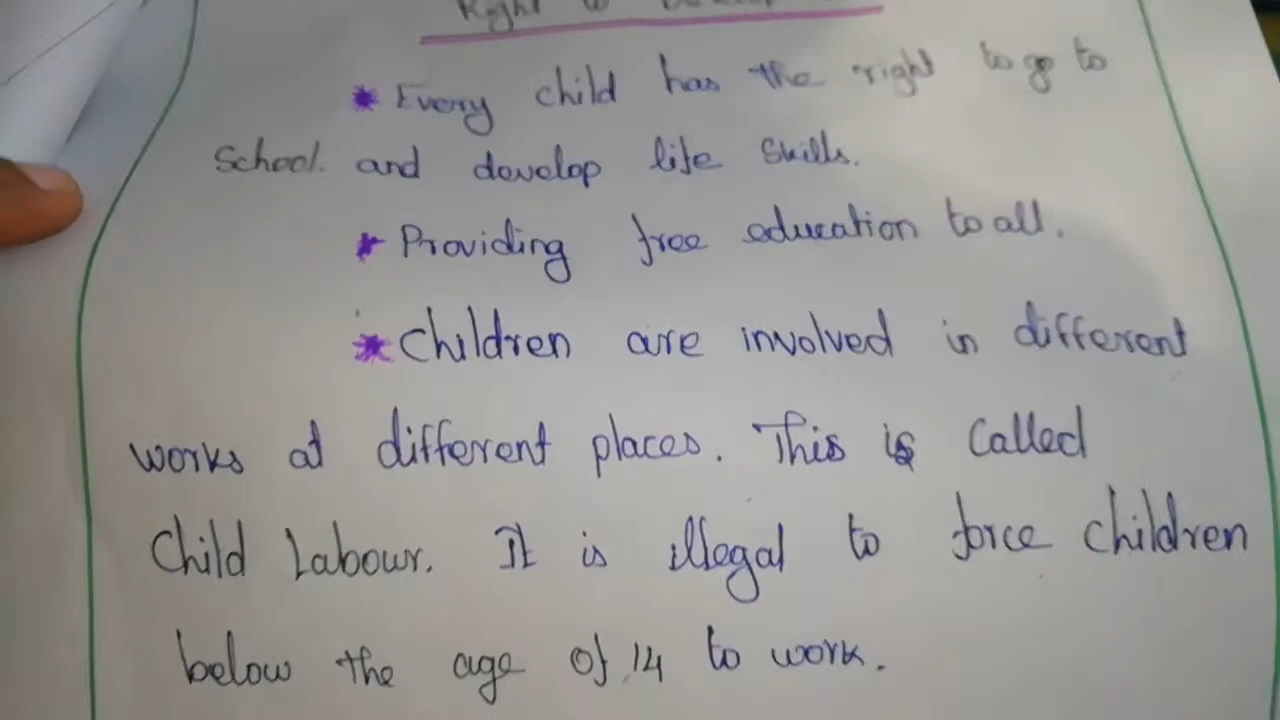 Right to
* Every child has the right to go to
School. and develop life skills.
* Providing free education to all.
* Children are involved in different
works at different places. This is called
Child Labour. It is illegal to force children
below the age of 14 to work.